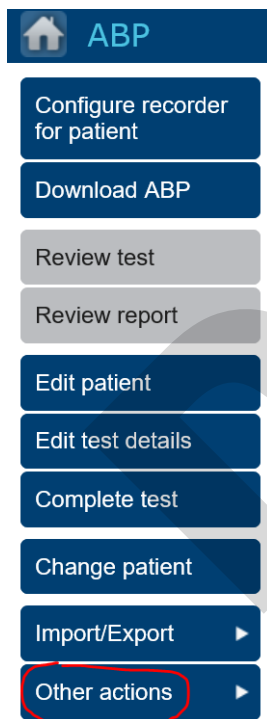 ABP
Configure recorder
for patient
Download ABP
Review test
Review report
Edit patient
Edit test details
Complete test
Change patient
Import/Export
Other actions